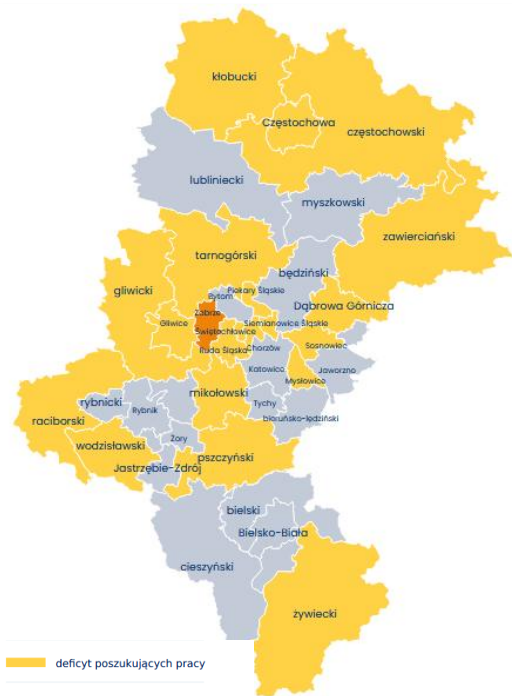 kłobucki
Częstochowa
częstochowski
lubliniecki
myszkowski
zawierciański
tarnogórski
będziński
gliwicki
Piekary Śląskie
Bytom
Dąbrowa Górnicza
Zabrze
Gliwice
Siemianowice Śląskie
Świętochłowice
Sosnowiec
Ruda Śląska
Chorzów
Katowice
Jaworzno
Mysłowice
mikołowski
rybnicki
Tychy
Rybnik
raciborski
bieruńsko-lędziński
Żory
wodzisławski
pszczyński
Jastrzębie-Zdrój
bielski
Bielsko-Biała
cieszyński
żywiecki
deficyt poszukujących pracy